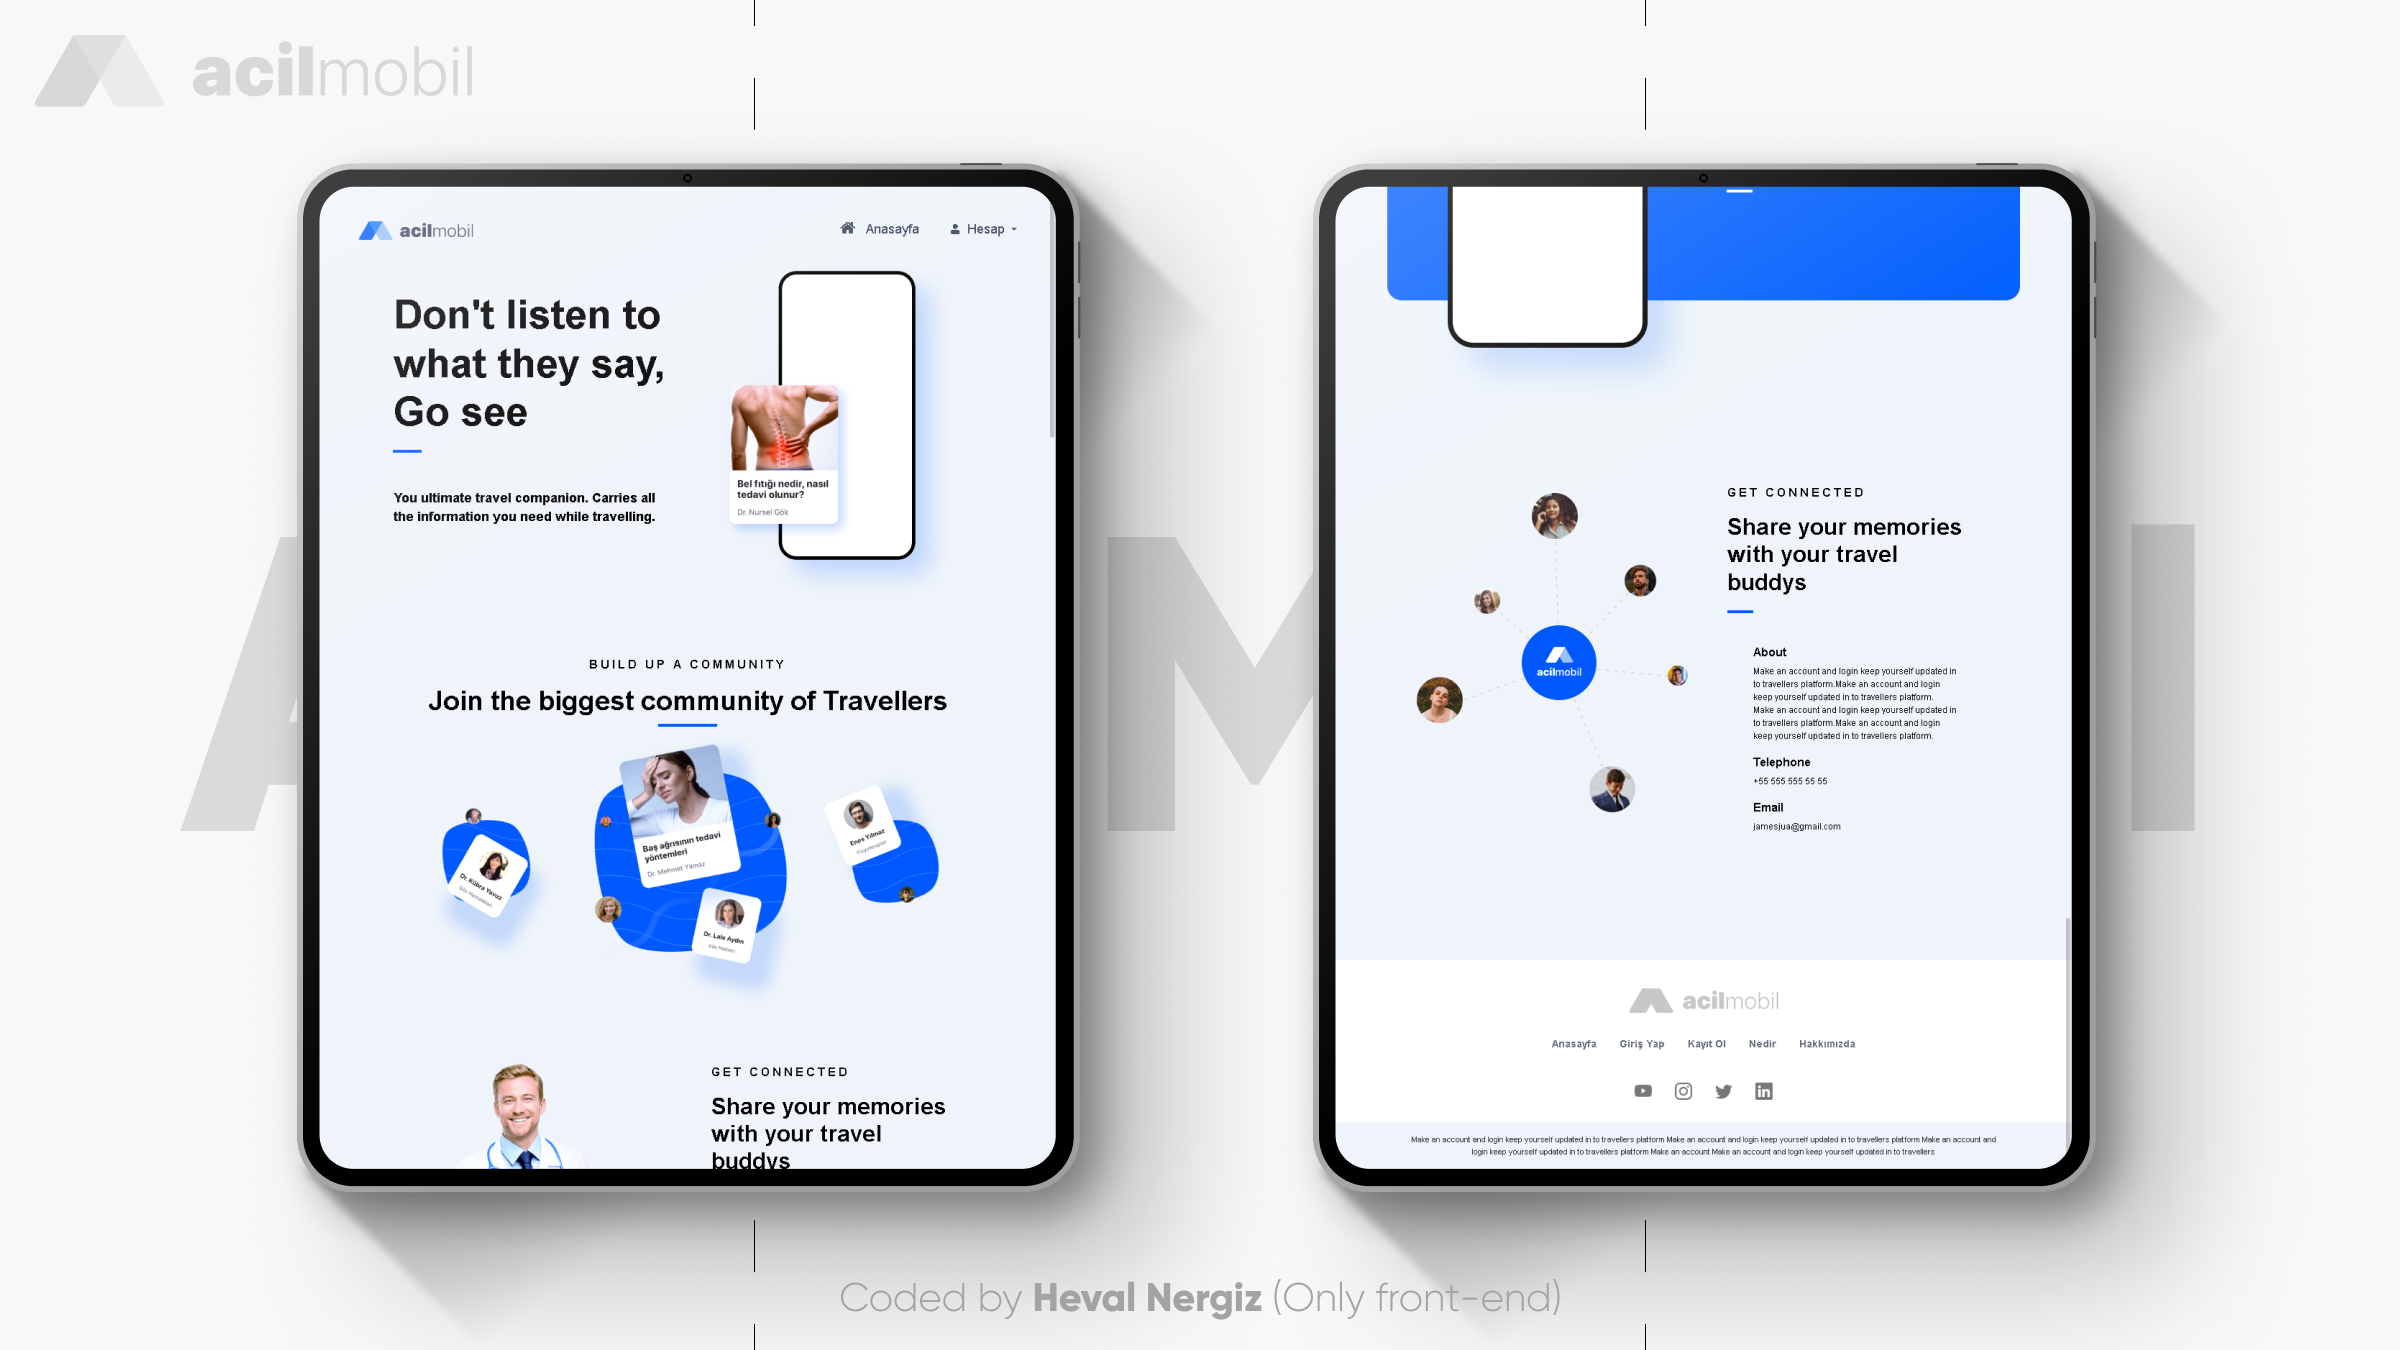 acilmobil
A M I
acilmobil
Anasayfa
Hesap
Don't listen to
what they say,
Go see
You ultimate travel companion. Carries all
the information you need while travelling.
Bel fıtığı nedir, nasıl
tedavi olunur?
Dr. Nursel Gök
BUILD UP A COMMUNITY
Join the biggest community of Travellers
Baş ağrısının tedavi
yöntemleri
Dr. Mehmet Yılmaz
Dr. Kübra Yavuz
Göz Hastalıkları
Enes Yılmaz
Fizyoterapist
Dr. Lale Aydın
Aile Hekimi
GET CONNECTED
Share your memories
with your travel
buddys
GET CONNECTED
Share your memories
with your travel
buddys
acilmobil
About
Make an account and login keep yourself updated in
to travellers platform.Make an account and login
keep yourself updated in to travellers platform.
Make an account and login keep yourself updated in
to travellers platform.Make an account and login
keep yourself updated in to travellers platform.
Telephone
+55 555 555 55 55
Email
jamesjua@gmail.com
acilmobil
Anasayfa Giriş Yap Kayıt Ol Nedir Hakkımızda
Make an account and login keep yourself updated in to travellers platform Make an account and login keep yourself updated in to travellers platform Make an account and
login keep yourself updated in to travellers platform Make an account Make an account and login keep yourself updated in to travellers
Coded by Heval Nergiz (Only front-end)